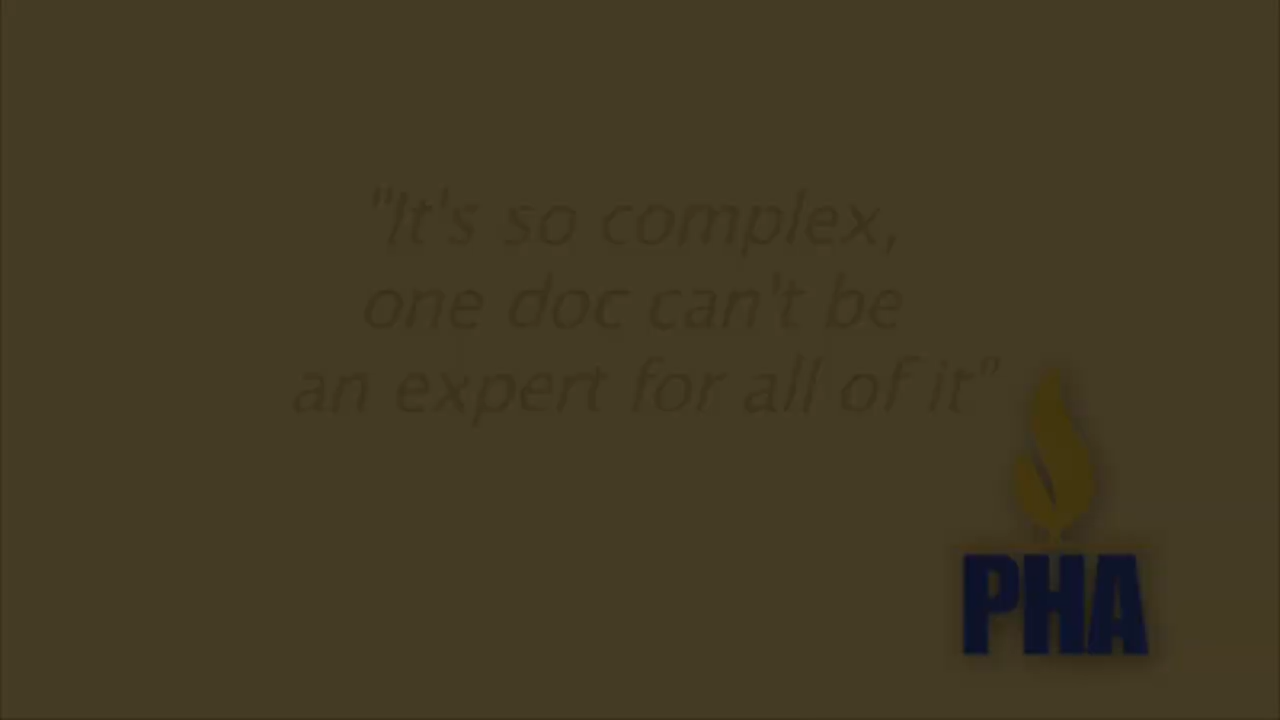 "It's so complex,
one doc can't be
an expert for all of it”
PHA